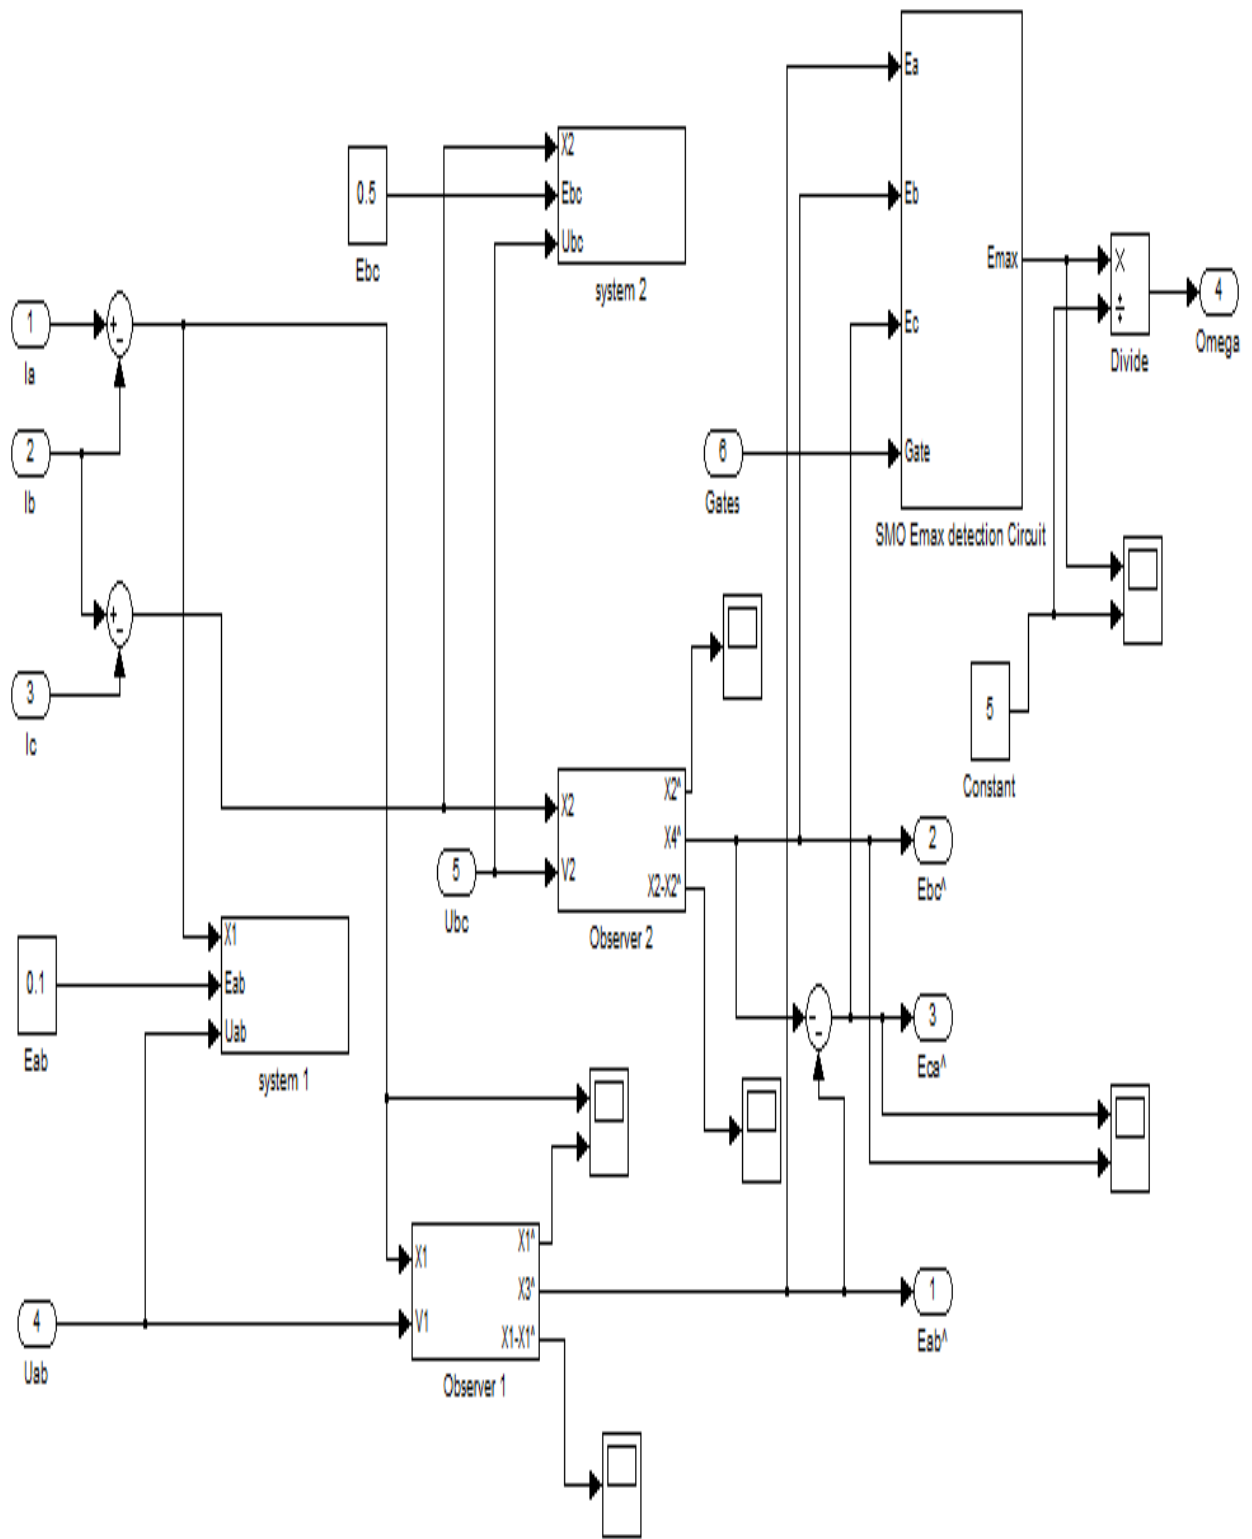 Ea
X2
0.5
Ebc
Eb
Ubc
Emax
×
÷
4
Ebc
system 2
1
+
-
Ec
Divide
Omega
Ia
2
6
Gate
Ib
Gates
SMO Emax detection Circuit
+
-
3
5
Ic
Constant
X2
X2^
X4^
2
V2
X2-X2^
5
Ebc^
Ubc
Observer 2
X1
0.1
Eab
-
-
3
Uab
Eab
Eca^
system 1
X1
X1^
X3^
1
4
V1
X1-X1^
Eab^
Uab
Observer 1